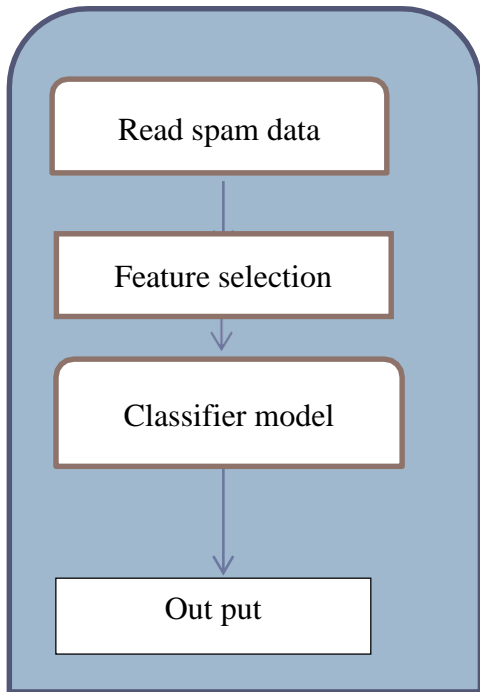 Read spam data
Feature selection
Classifier model
Out put